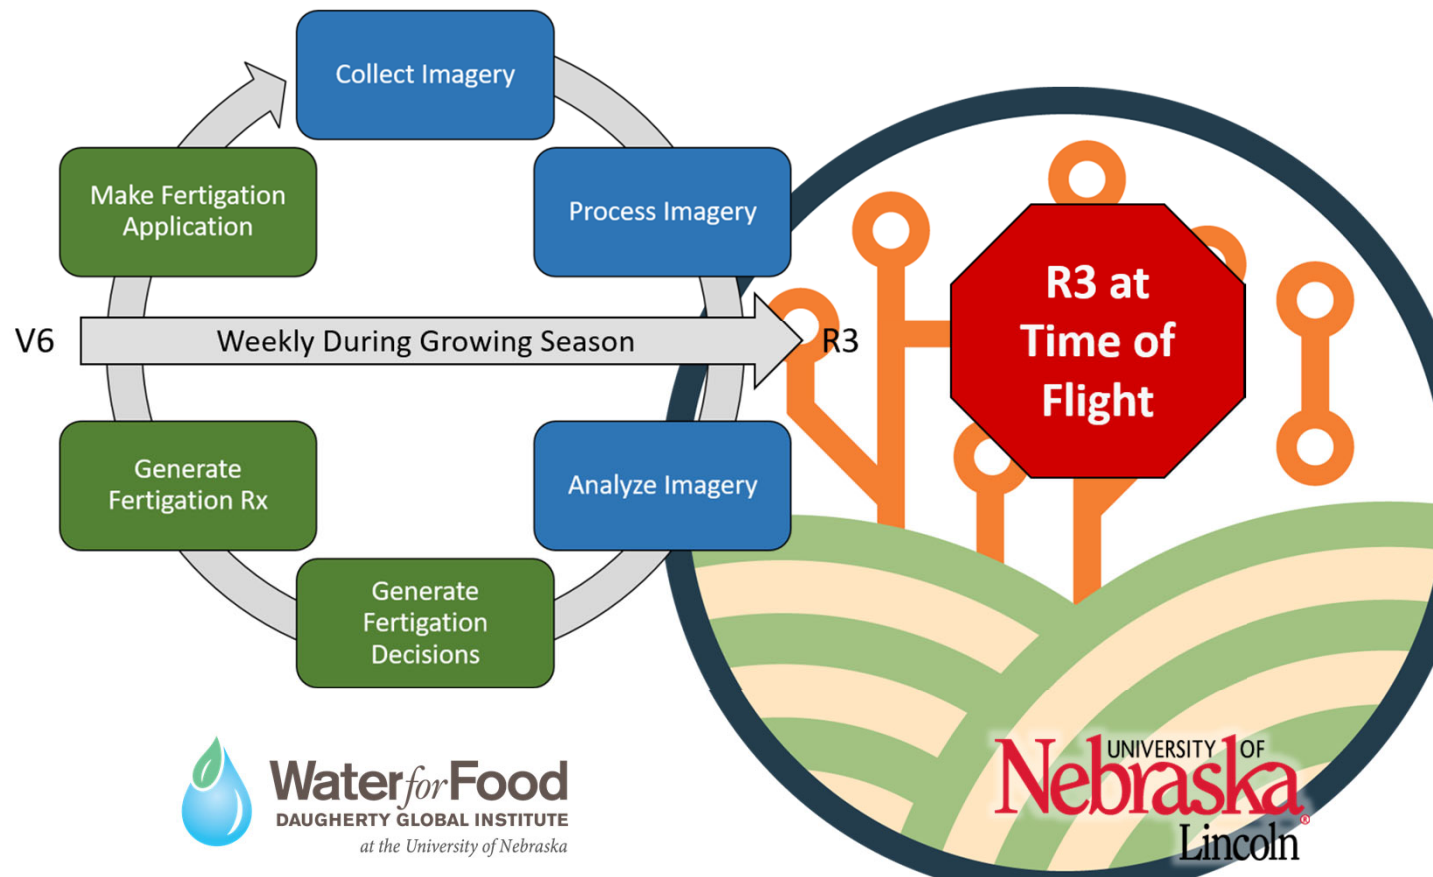 Collect Imagery
Make Fertigation
Application
Process Imagery
V6
Weekly During Growing Season
R3
R3 at
Time of
Flight
Generate
Fertigation Rx
Analyze Imagery
Generate
Fertigation
Decisions
Water for Food
DAUGHERTY GLOBAL INSTITUTE
at the University of Nebraska
UNIVERSITY OF
Nebraska
®
Lincoln